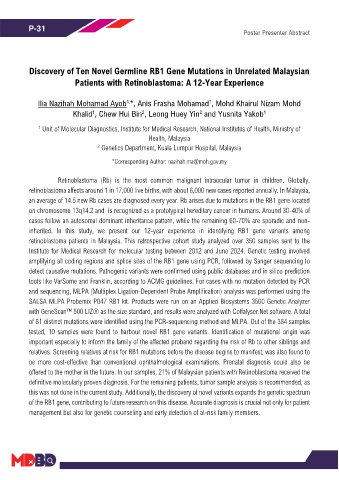 P-31
Poster Presenter Abstract
Discovery of Ten Novel Germline RB1 Gene Mutations in Unrelated Malaysian
Patients with Retinoblastoma: A 12-Year Experience
Ilia Nazihah Mohamad Ayob¹,*, Anis Frasha Mohamad¹, Mohd Khairul Nizam Mohd
Khalid¹, Chew Hui Bin², Leong Huey Yin² and Yusnita Yakob¹
¹ Unit of Molecular Diagnostics, Institute for Medical Research, National Institutes of Health, Ministry of
Health, Malaysia
² Genetics Department, Kuala Lumpur Hospital, Malaysia
*Corresponding Author: nazihah.ma@moh.gov.my
Retinoblastoma (Rb) is the most common malignant intraocular tumor in children. Globally,
retinoblastoma affects around 1 in 17,000 live births, with about 8,000 new cases reported annually. In Malaysia,
an average of 14.5 new Rb cases are diagnosed every year. Rb arises due to mutations in the RB1 gene located
on chromosome 13q14.2 and is recognized as a prototypical hereditary cancer in humans. Around 30-40% of
cases follow an autosomal dominant inheritance pattern, while the remaining 60-70% are sporadic and non-
inherited. In this study, we present our 12-year experience in identifying RB1 gene variants among
retinoblastoma patients in Malaysia. This retrospective cohort study analyzed over 350 samples sent to the
Institute for Medical Research for molecular testing between 2012 and June 2024. Genetic testing involved
amplifying all coding regions and splice sites of the RB1 gene using PCR, followed by Sanger sequencing to
detect causative mutations. Pathogenic variants were confirmed using public databases and in silico prediction
tools like VarSome and Franklin, according to ACMG guidelines. For cases with no mutation detected by PCR
and sequencing, MLPA (Multiplex Ligation-Dependent Probe Amplification) analysis was performed using the
SALSA MLPA Probemix P047 RB1 kit. Products were run on an Applied Biosystems 3500 Genetic Analyzer
with GeneScan™ 500 LIZ® as the size standard, and results were analyzed with Coffalyser.Net software. A total
of 81 distinct mutations were identified using the PCR-sequencing method and MLPA. Out of the 384 samples
tested, 10 samples were found to harbour novel RB1 gene variants. Identification of mutational origin was
important especially to inform the family of the affected proband regarding the risk of Rb to other siblings and
relatives. Screening relatives at risk for RB1 mutations before the disease begins to manifest, was also found to
be more cost-effective than conventional ophthalmological examinations. Prenatal diagnosis could also be
offered to the mother in the future. In our samples, 21% of Malaysian patients with Retinoblastoma received the
definitive molecularly proven diagnosis. For the remaining patients, tumor sample analysis is recommended, as
this was not done in the current study. Additionally, the discovery of novel variants expands the genetic spectrum
of the RB1 gene, contributing to future research on this disease. Accurate diagnosis is crucial not only for patient
management but also for genetic counseling and early detection of at-risk family members.